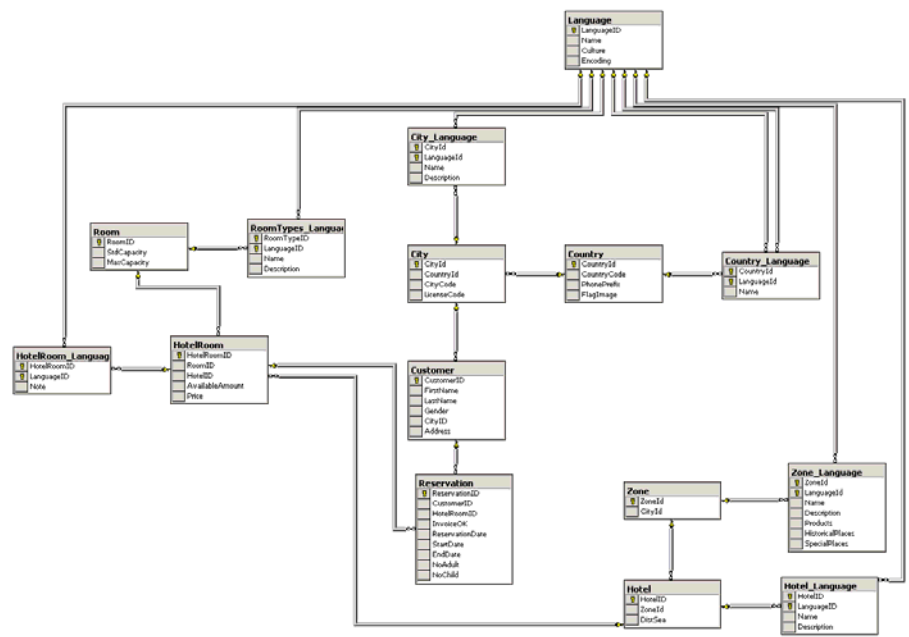 Language
LanguageID
Name
Culture
Encoding
City_Language
CityId
LanguageId
Name
Description
Room
RoomID
StdCapacity
MaxCapacity
RoomTypes_Languag
RoomTypeID
LanguageID
Name
Description
City
CityId
CountryId
CityCode
LicenseCode
Country
CountryId
CountryCode
PhonePrefix
FlagImage
Country_Language
CountryId
LanguageId
Name
HotelRoom_Languag
HotelRoomID
LanguageID
Note
HotelRoom
HotelRoomID
RoomID
HotelID
AvailableAmount
Price
Customer
CustomerID
FirstName
LastName
Gender
CityID
Address
Reservation
ReservationID
CustomerID
HotelRoomID
InvoiceOK
ReservationDate
StartDate
EndDate
NoAdult
NoChild
Zone
ZoneId
CityId
Zone_Language
ZoneId
LanguageId
Name
Description
Products
HistoricalPlaces
SpecialPlaces
Hotel
HotelID
ZoneId
DistSea
Hotel_Language
HotelID
LanguageID
Name
Description